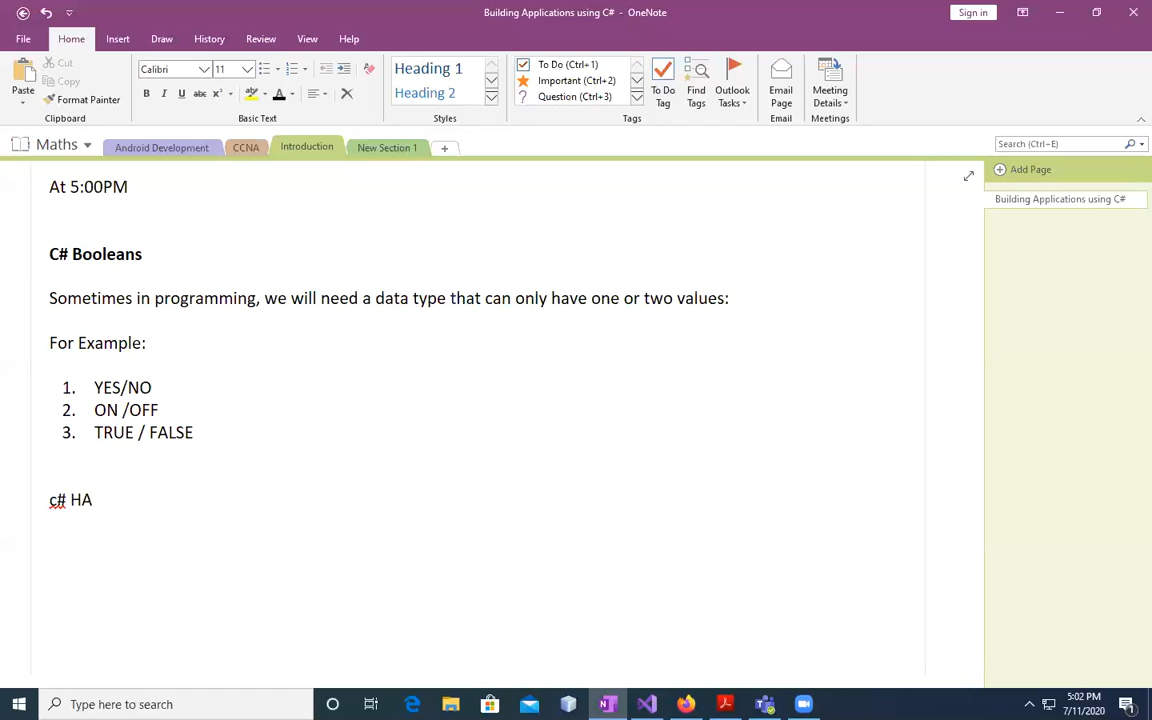 Building Applications using C# - OneNote
Sign in
File Home Insert Draw History Review View Help
Paste
Cut
Copy
Format Painter
Clipboard
Calibri 11
B I U abc x₂ A
Basic Text
Heading 1
Heading 2
Styles
To Do (Ctrl+1)
Important (Ctrl+2)
? Question (Ctrl+3)
Tags
To Do Tag
Find Tags
Outlook Tasks
Email Page
Email
Meeting Details
Meetings
Maths Android Development CCNA Introduction New Section 1 +
Search (Ctrl+E)
Add Page
Building Applications using C#
At 5:00PM
C# Booleans
Sometimes in programming, we will need a data type that can only have one or two values:
For Example:
1. YES/NO
2. ON /OFF
3. TRUE / FALSE
c# HA
Type here to search
5:02 PM
7/11/2020
1